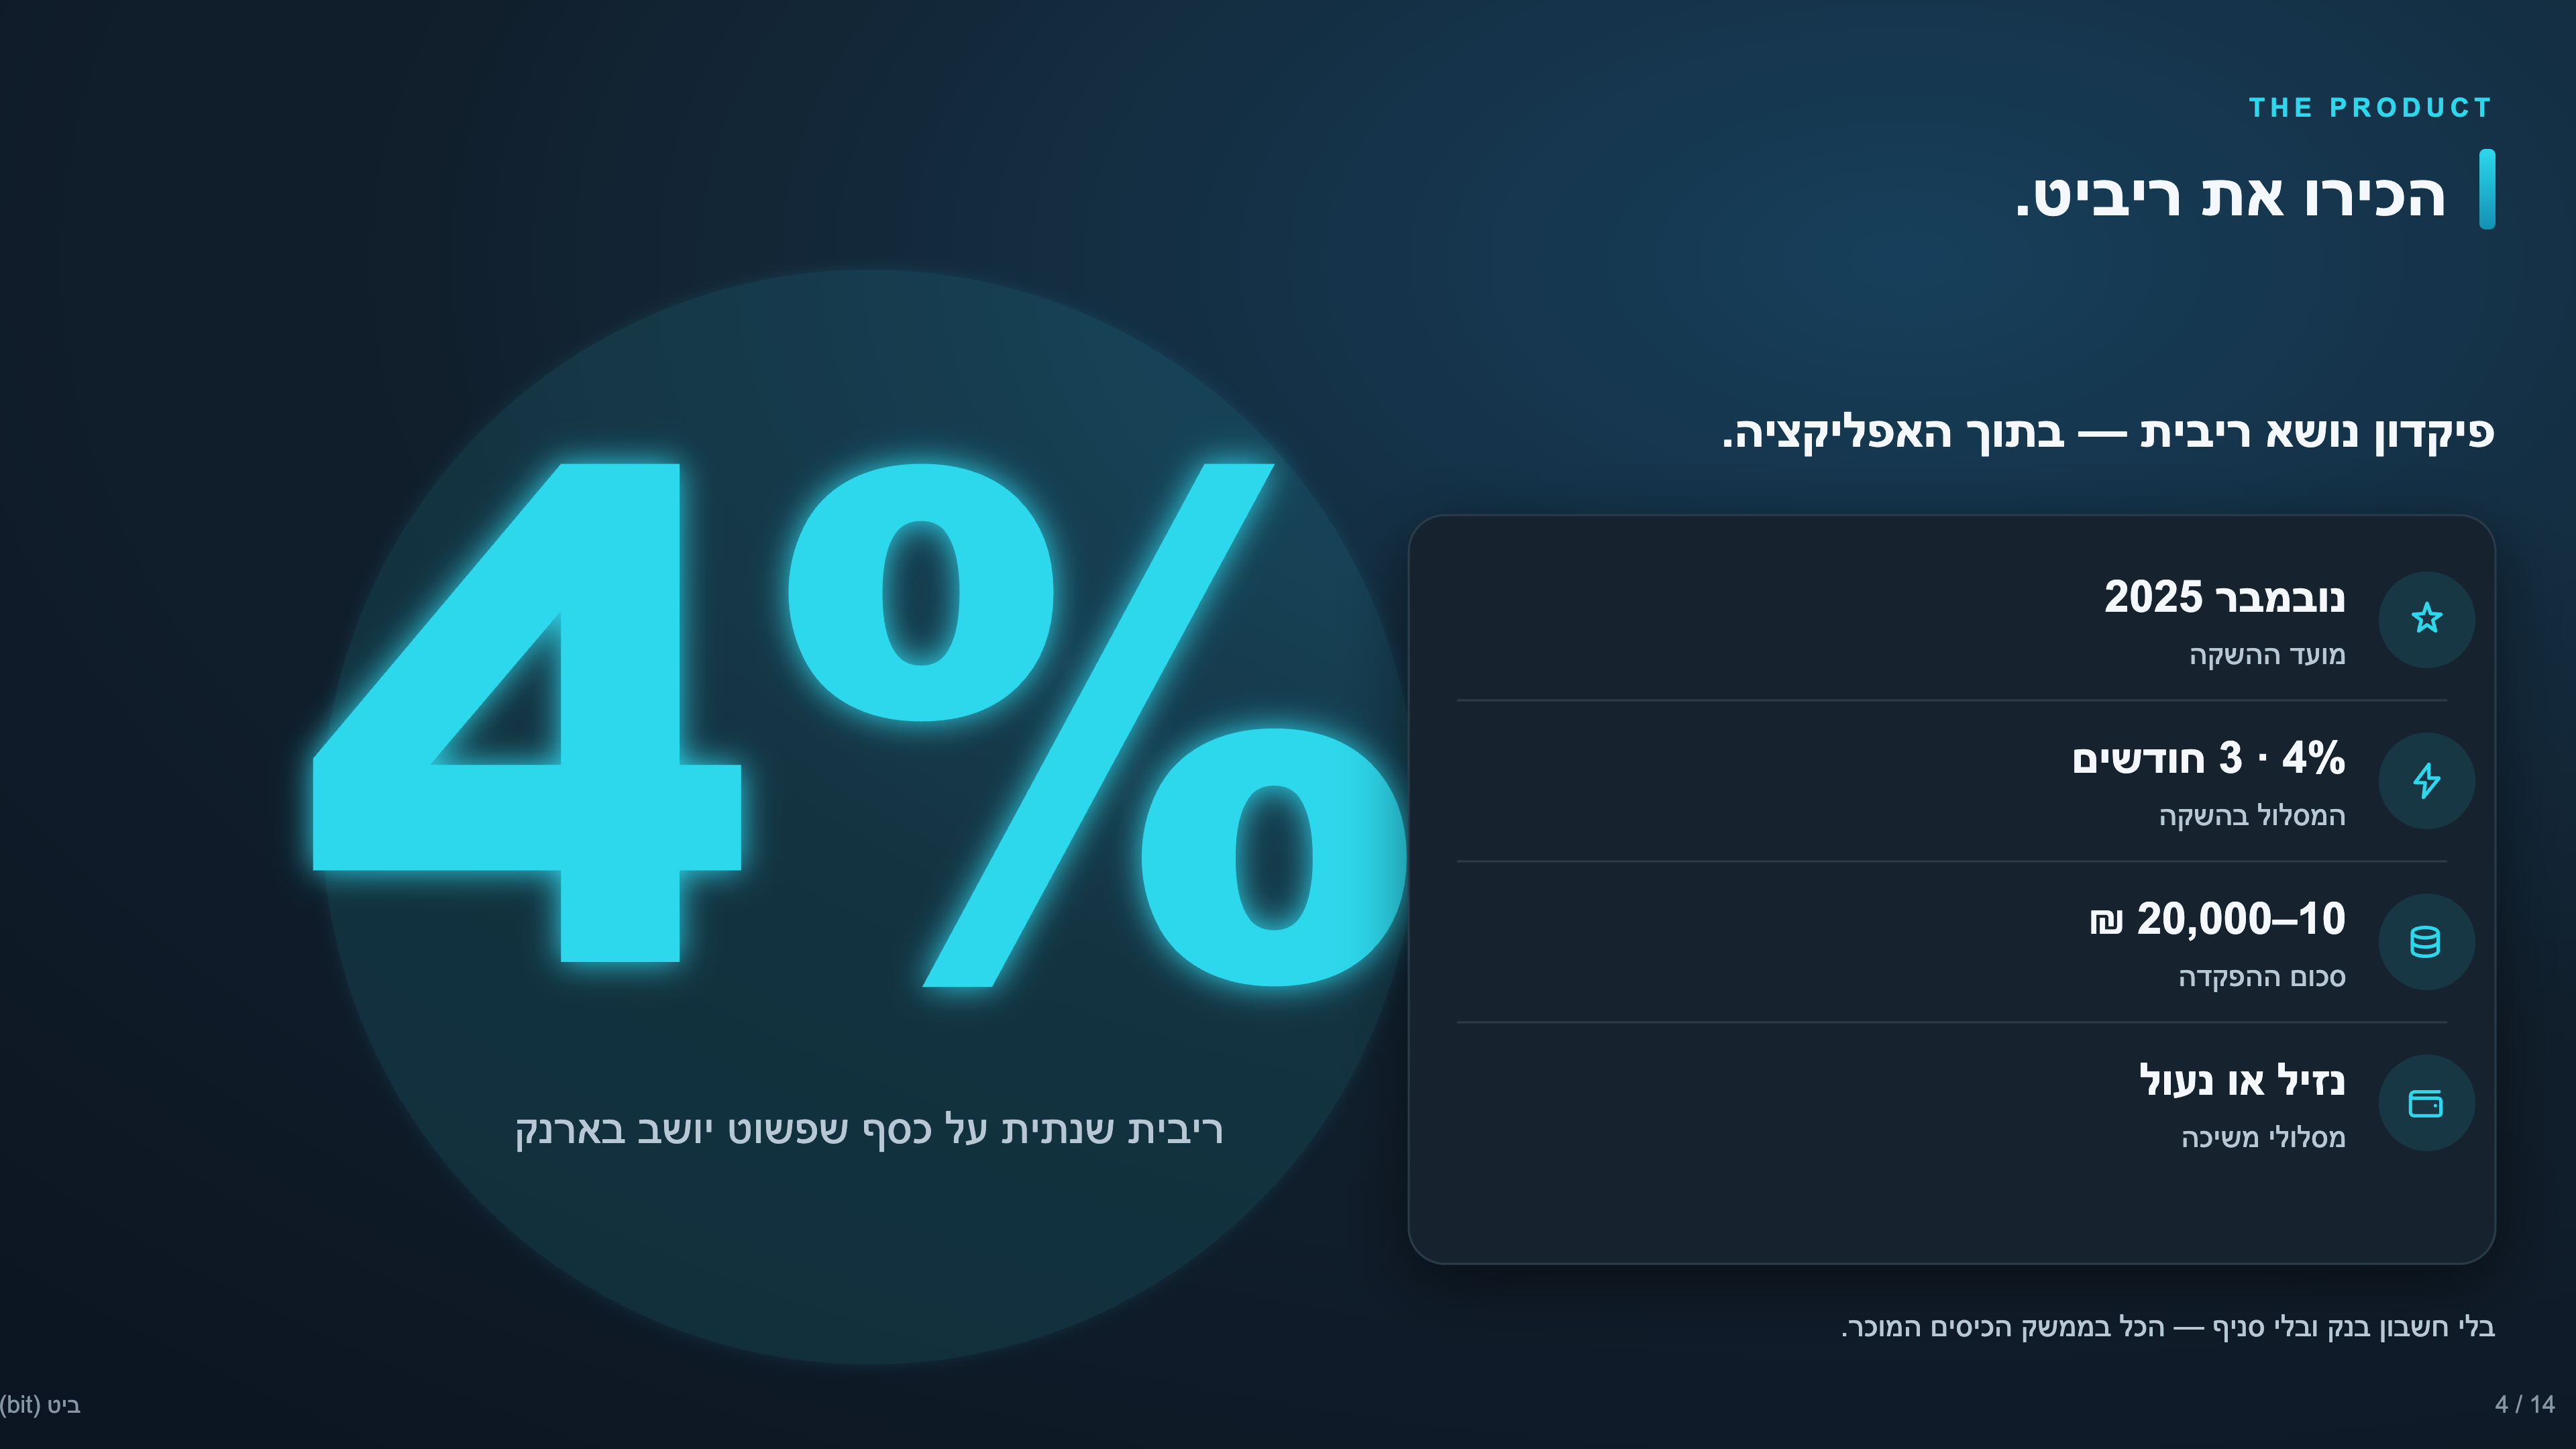 THE PRODUCT
הכירו את ריביט.
פיקדון נושא ריבית — בתוך האפליקציה.
נובמבר 2025
מועד ההשקה
4% · 3 חודשים
המסלול בהשקה
10–20,000 ₪
סכום ההפקדה
נזיל או נעול
מסלולי משיכה
בלי חשבון בנק ובלי סניף — הכל בממשק הכיסים המוכר.
4%
ריבית שנתית על כסף שפשוט יושב בארנק
4 / 14
ביט (bit)